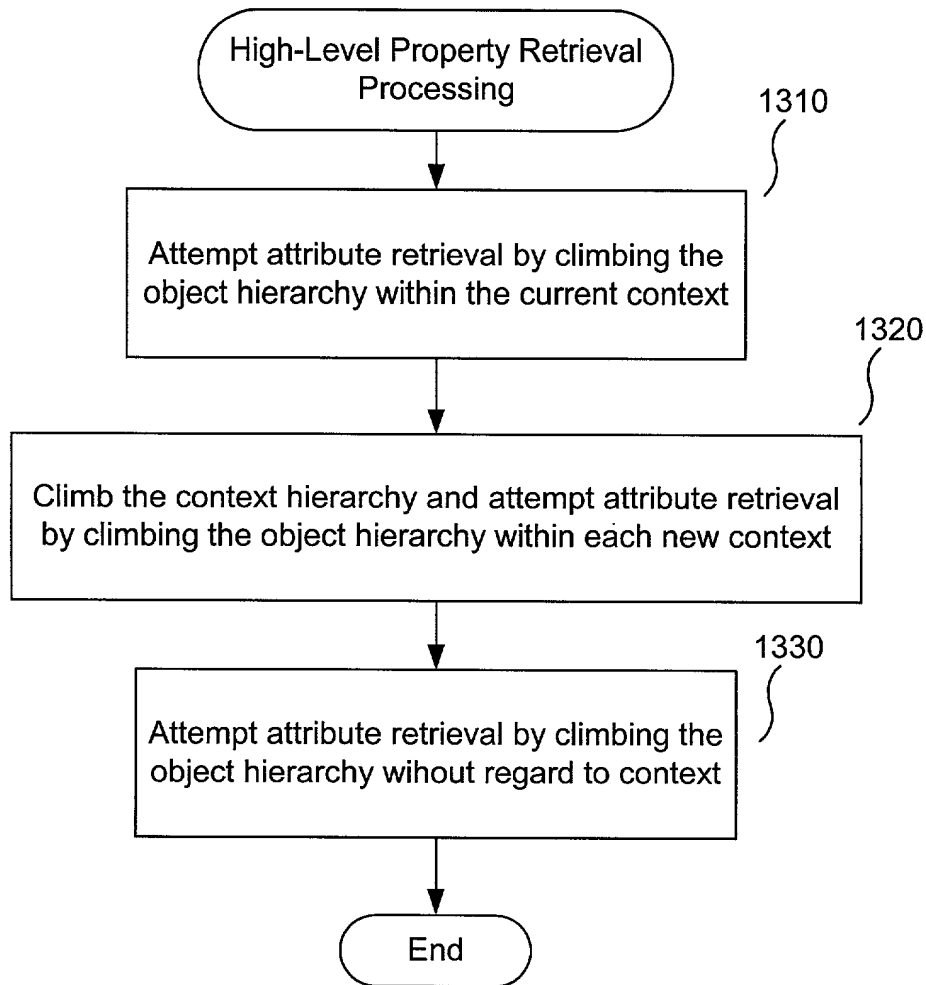 High-Level Property Retrieval
Processing
1310
Attempt attribute retrieval by climbing the
object hierarchy within the current context
1320
Climb the context hierarchy and attempt attribute retrieval
by climbing the object hierarchy within each new context
1330
Attempt attribute retrieval by climbing the
object hierarchy wihout regard to context
End